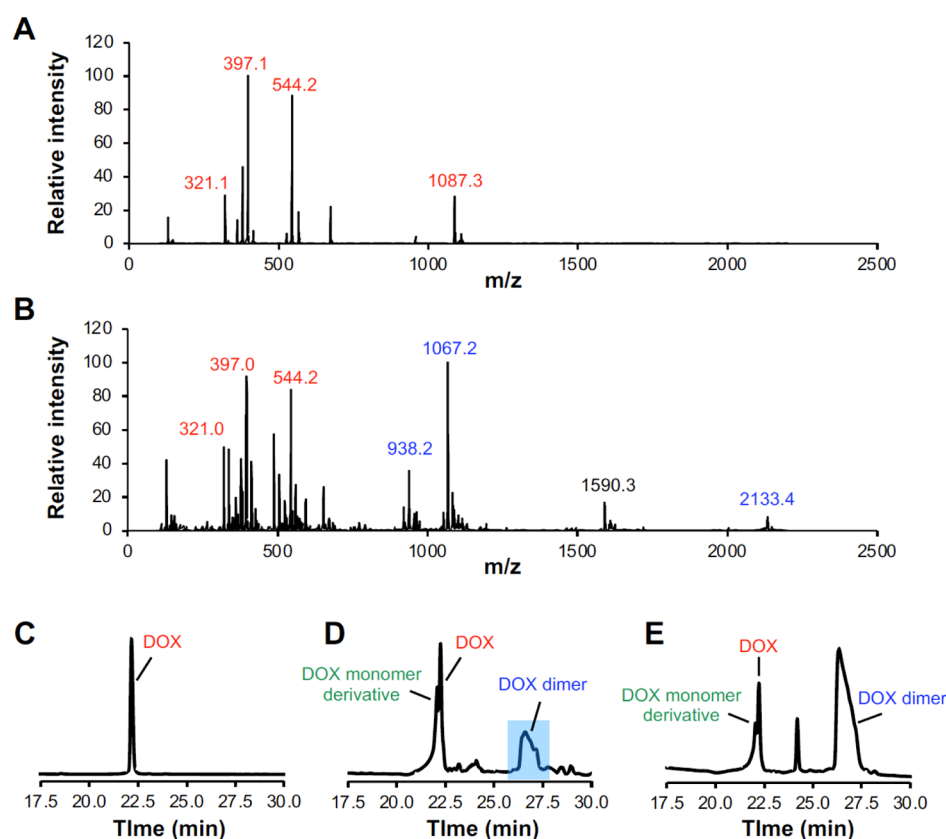 A
Relative intensity
120
100
80
60
40
20
0
397.1
544.2
321.1
1087.3
0 500 1000 1500 2000 2500
m/z
B
Relative intensity
120
100
80
60
40
20
0
1067.2
397.0
544.2
321.0
938.2
1590.3
2133.4
0 500 1000 1500 2000 2500
m/z
C
DOX
17.5 20.0 22.5 25.0 27.5 30.0
TIme (min)
D
DOX
DOX monomer
derivative
DOX dimer
17.5 20.0 22.5 25.0 27.5 30.0
TIme (min)
E
DOX
DOX monomer
derivative
DOX dimer
17.5 20.0 22.5 25.0 27.5 30.0
TIme (min)